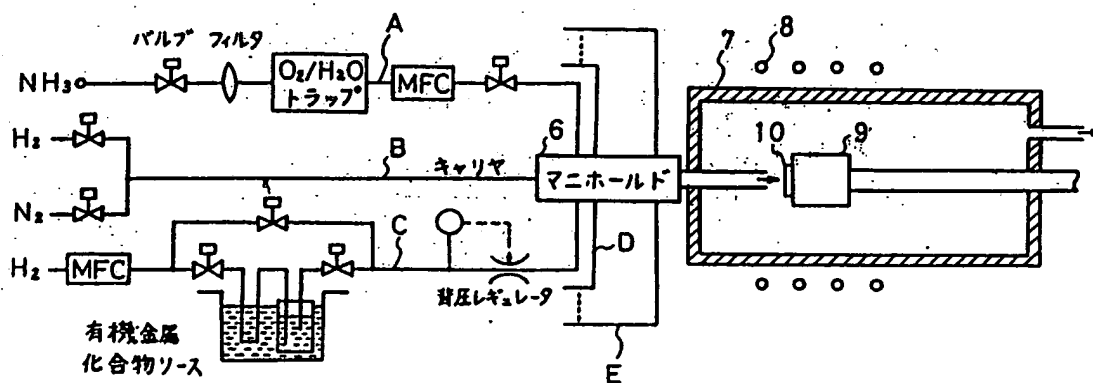 バルブ フィルタ
A
NH₃
O₂/H₂O
トラップ
MFC
H₂
B
キャリヤ
N₂
6
マニホールド
H₂
MFC
C
背圧レギュレータ
有機金属
化合物ソース
D
E
7
8
10
9